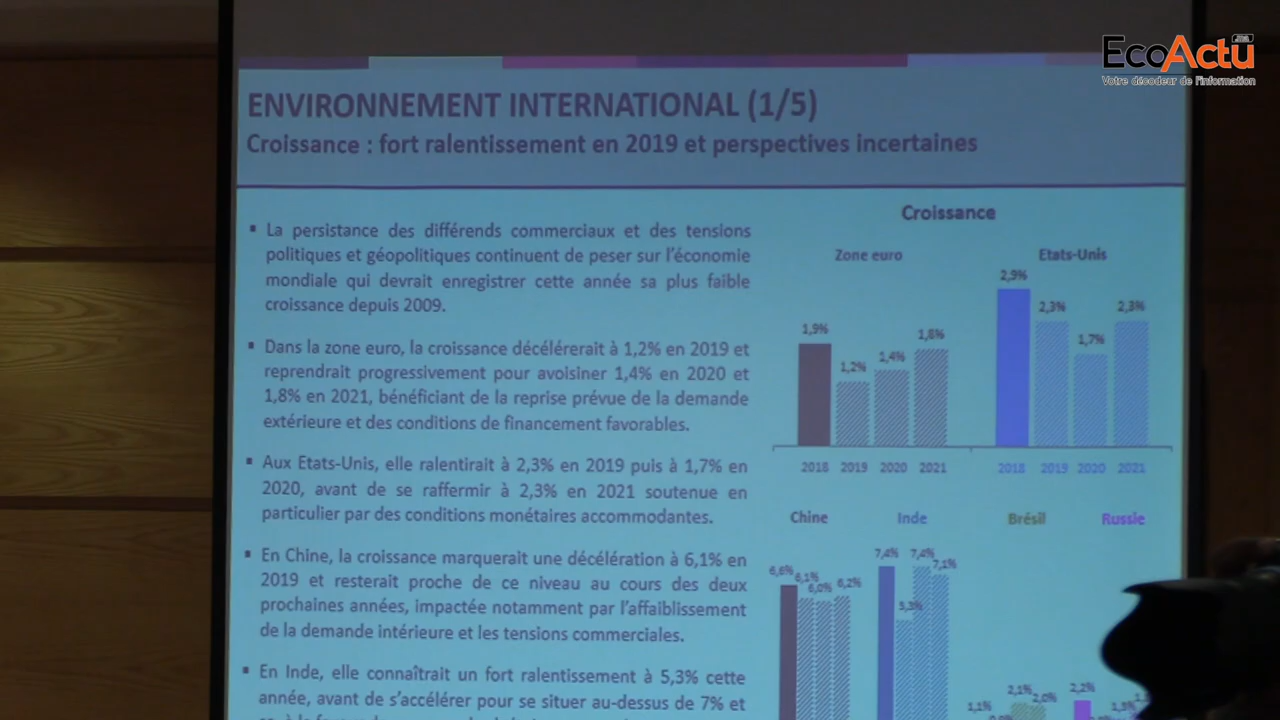 EcoActu
.ma
Votre décodeur de l'information
ENVIRONNEMENT INTERNATIONAL (1/5)
Croissance : fort ralentissement en 2019 et perspectives incertaines
▪ La persistance des différends commerciaux et des tensions
politiques et géopolitiques continuent de peser sur l'économie
mondiale qui devrait enregistrer cette année sa plus faible
croissance depuis 2009.
▪ Dans la zone euro, la croissance décélérerait à 1,2% en 2019 et
reprendrait progressivement pour avoisiner 1,4% en 2020 et
1,8% en 2021, bénéficiant de la reprise prévue de la demande
extérieure et des conditions de financement favorables.
▪ Aux Etats-Unis, elle ralentirait à 2,3% en 2019 puis à 1,7% en
2020, avant de se raffermir à 2,3% en 2021 soutenue en
particulier par des conditions monétaires accommodantes.
▪ En Chine, la croissance marquerait une décélération à 6,1% en
2019 et resterait proche de ce niveau au cours des deux
prochaines années, impactée notamment par l'affaiblissement
de la demande intérieure et les tensions commerciales.
▪ En Inde, elle connaîtrait un fort ralentissement à 5,3% cette
année, avant de s'accélérer pour se situer au-dessus de 7% et
Croissance
Zone euro Etats-Unis
1,9% 1,2% 1,4% 1,8% 2,9% 2,3% 1,7% 2,3%
2018 2019 2020 2021 2018 2019 2020 2021
Chine Inde Brésil Russie
6,6% 6,1% 6,0% 6,2% 7,4% 5,3% 7,4% 7,1%
1,1% 2,1% 2,0% 2,2%